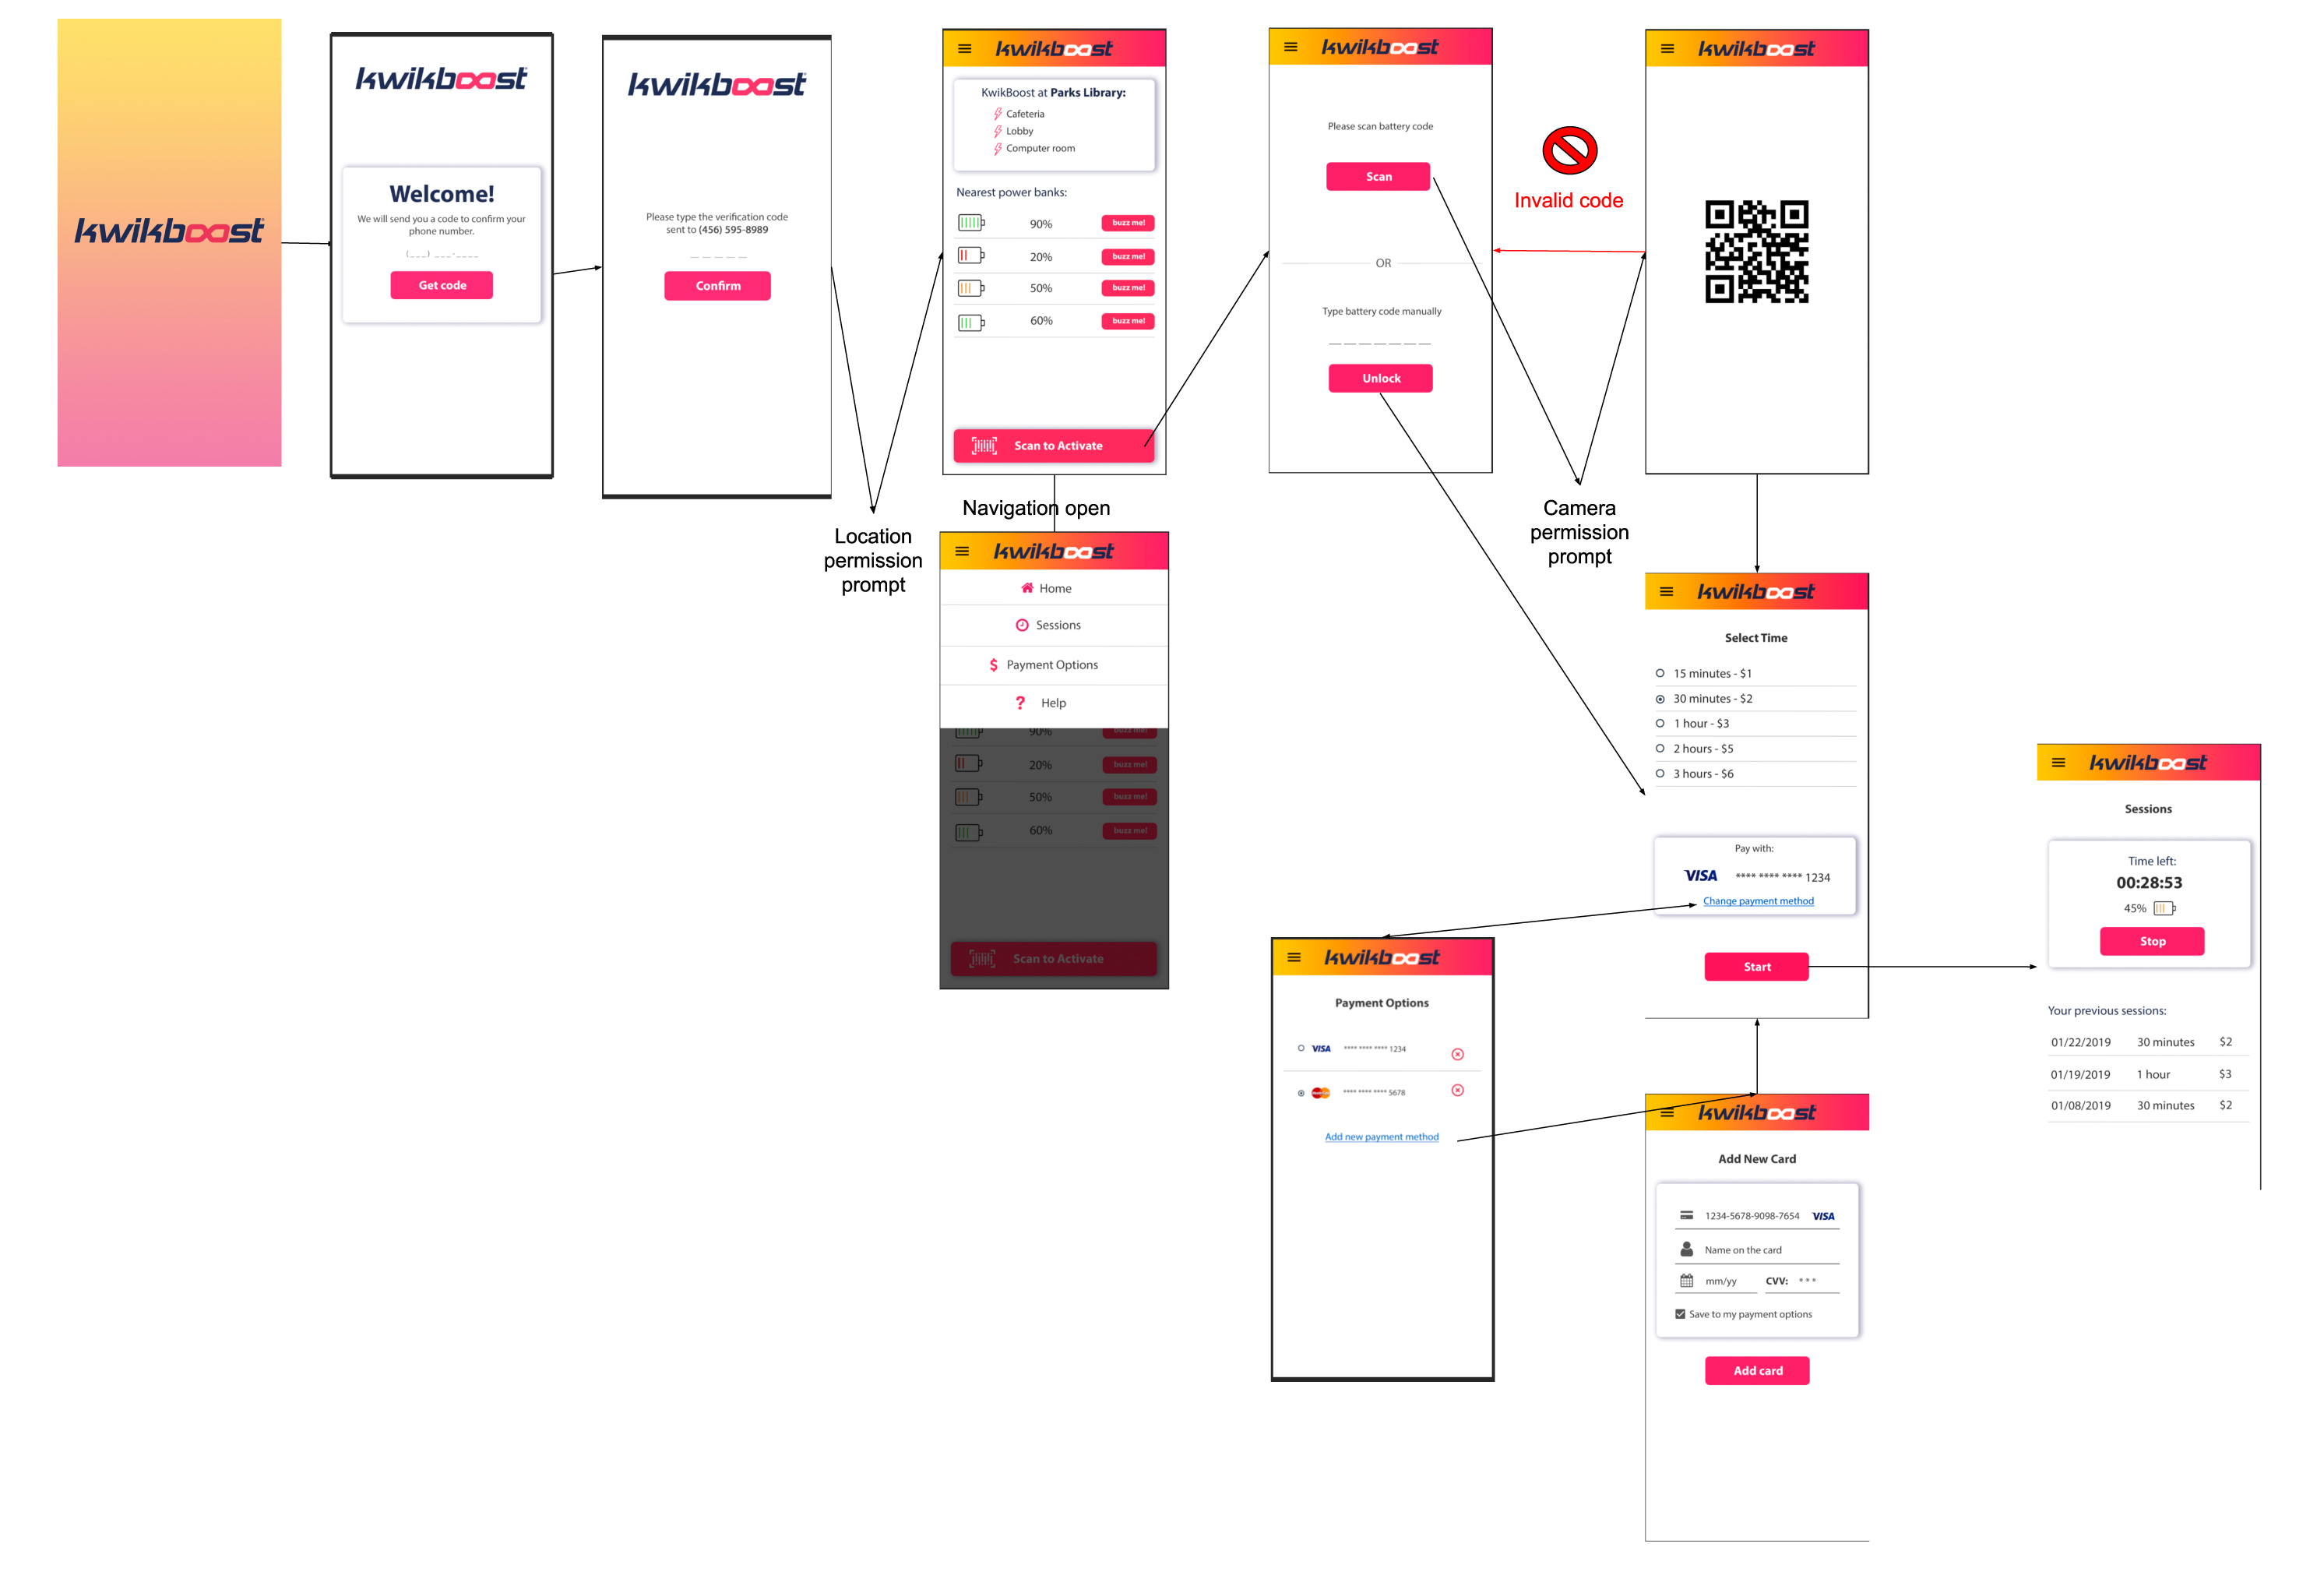 kwikboost
kwikboost
Welcome!
We will send you a code to confirm your
phone number.
(___) ___-____
Get code
kwikboost
Please type the verification code
sent to (456) 595-8989
_ _ _ _ _
Confirm
Location
permission
prompt
kwikboost
KwikBoost at Parks Library:
Cafeteria
Lobby
Computer room
Nearest power banks:
90% buzz me!
20% buzz me!
50% buzz me!
60% buzz me!
Scan to Activate
Navigation open
kwikboost
Home
Sessions
Payment Options
Help
90% buzz me!
20% buzz me!
50% buzz me!
60% buzz me!
Scan to Activate
kwikboost
Please scan battery code
Scan
OR
Type battery code manually
_ _ _ _ _ _ _
Unlock
Invalid code
Camera
permission
prompt
kwikboost
kwikboost
Select Time
15 minutes - $1
30 minutes - $2
1 hour - $3
2 hours - $5
3 hours - $6
Pay with:
VISA **** **** **** 1234
Change payment method
Start
kwikboost
Payment Options
VISA **** **** **** 1234
**** **** **** 5678
Add new payment method
kwikboost
Add New Card
1234-5678-9098-7654 VISA
Name on the card
mm/yy CVV: * * *
Save to my payment options
Add card
kwikboost
Sessions
Time left:
00:28:53
45%
Stop
Your previous sessions:
01/22/2019 30 minutes $2
01/19/2019 1 hour $3
01/08/2019 30 minutes $2